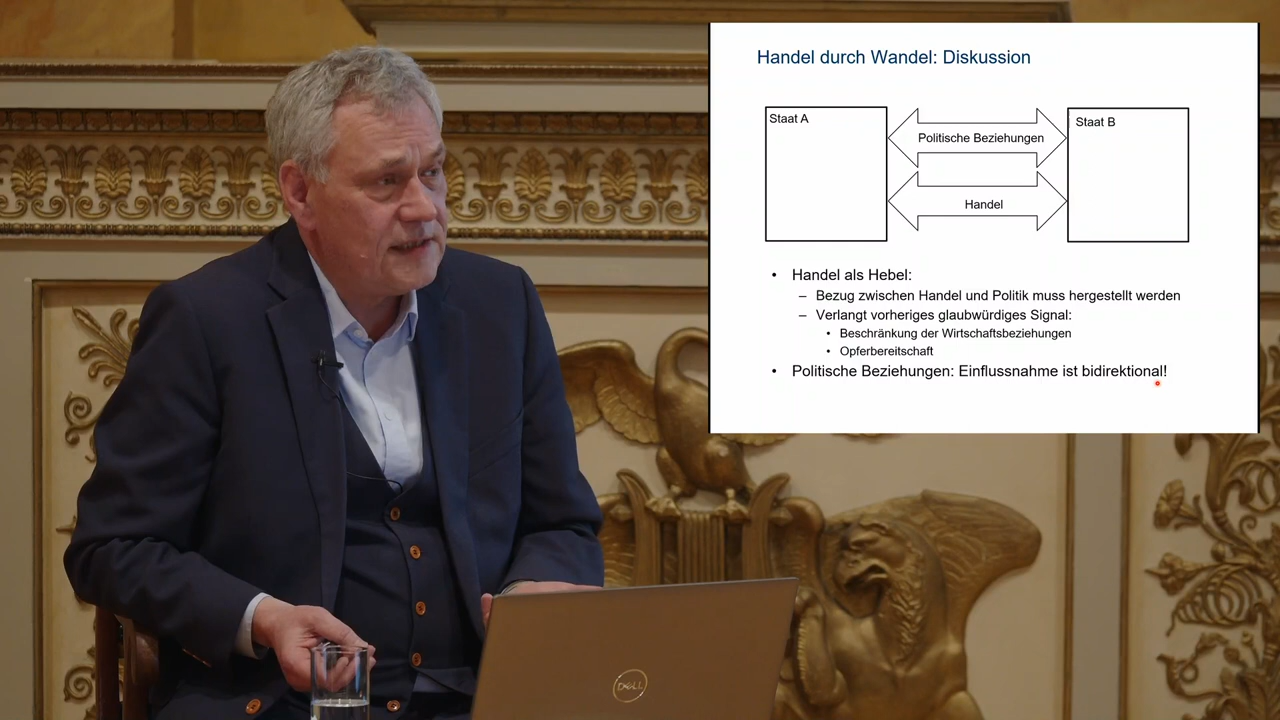 Handel durch Wandel: Diskussion
Staat A
Politische Beziehungen
Staat B
Handel
• Handel als Hebel:
– Bezug zwischen Handel und Politik muss hergestellt werden
– Verlangt vorheriges glaubwürdiges Signal:
• Beschränkung der Wirtschaftsbeziehungen
• Opferbereitschaft
• Politische Beziehungen: Einflussnahme ist bidirektional!
DELL